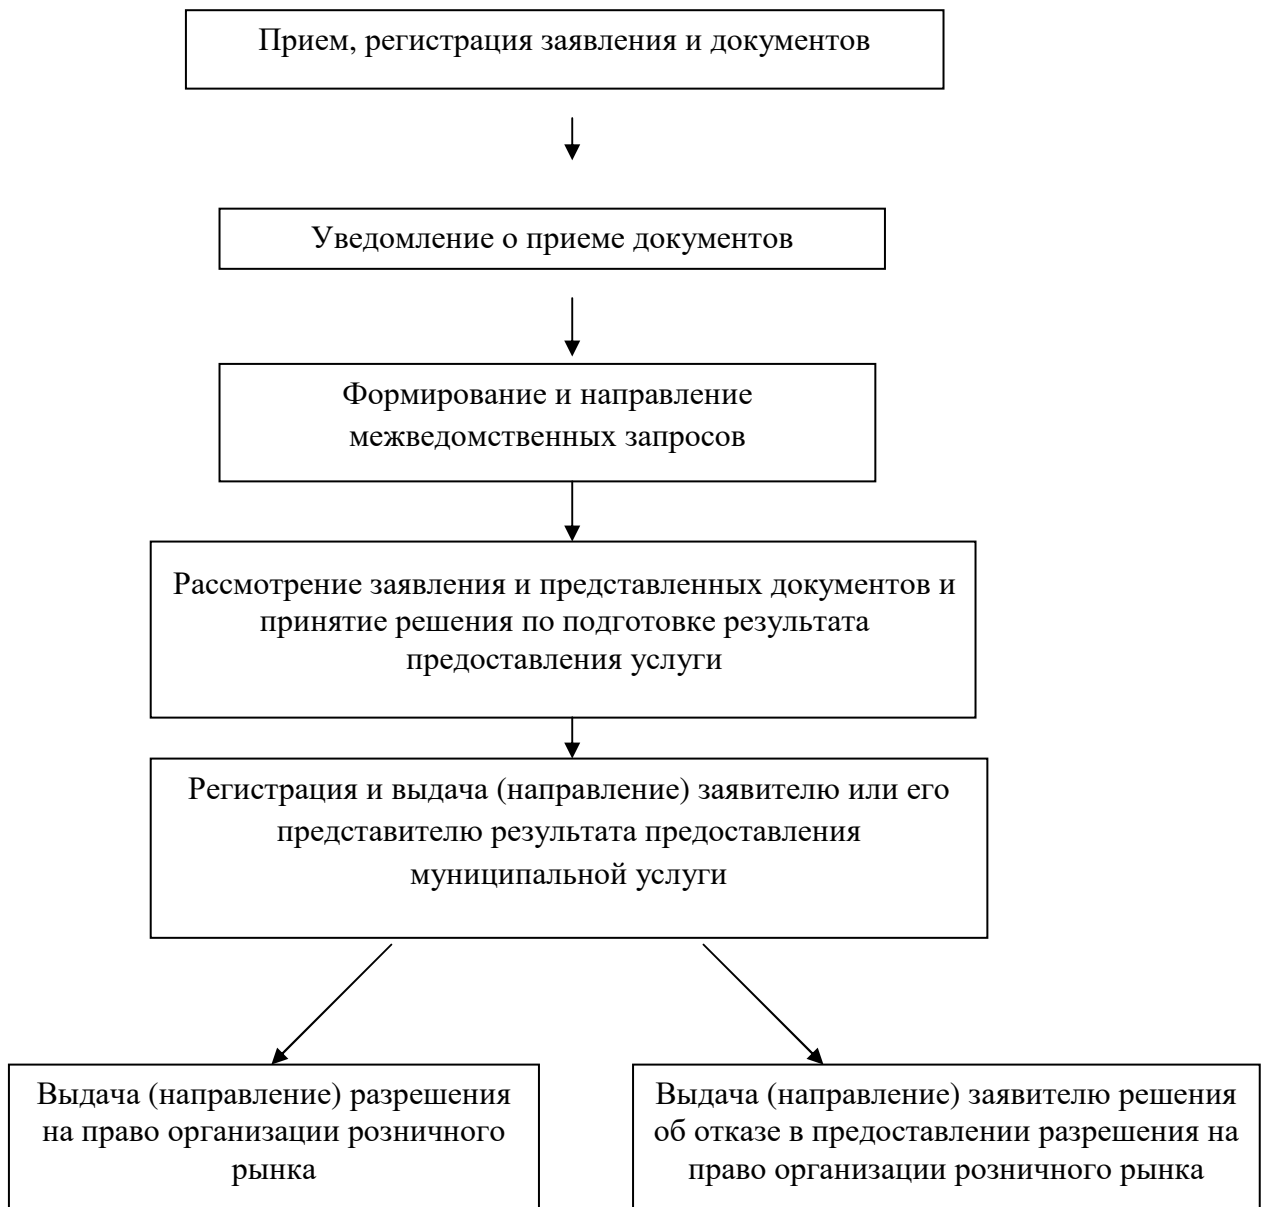 Прием, регистрация заявления и документов
Уведомление о приеме документов
Формирование и направление
межведомственных запросов
Рассмотрение заявления и представленных документов и
принятие решения по подготовке результата
предоставления услуги
Регистрация и выдача (направление) заявителю или его
представителю результата предоставления
муниципальной услуги
Выдача (направление) разрешения
на право организации розничного
рынка
Выдача (направление) заявителю решения
об отказе в предоставлении разрешения на
право организации розничного рынка